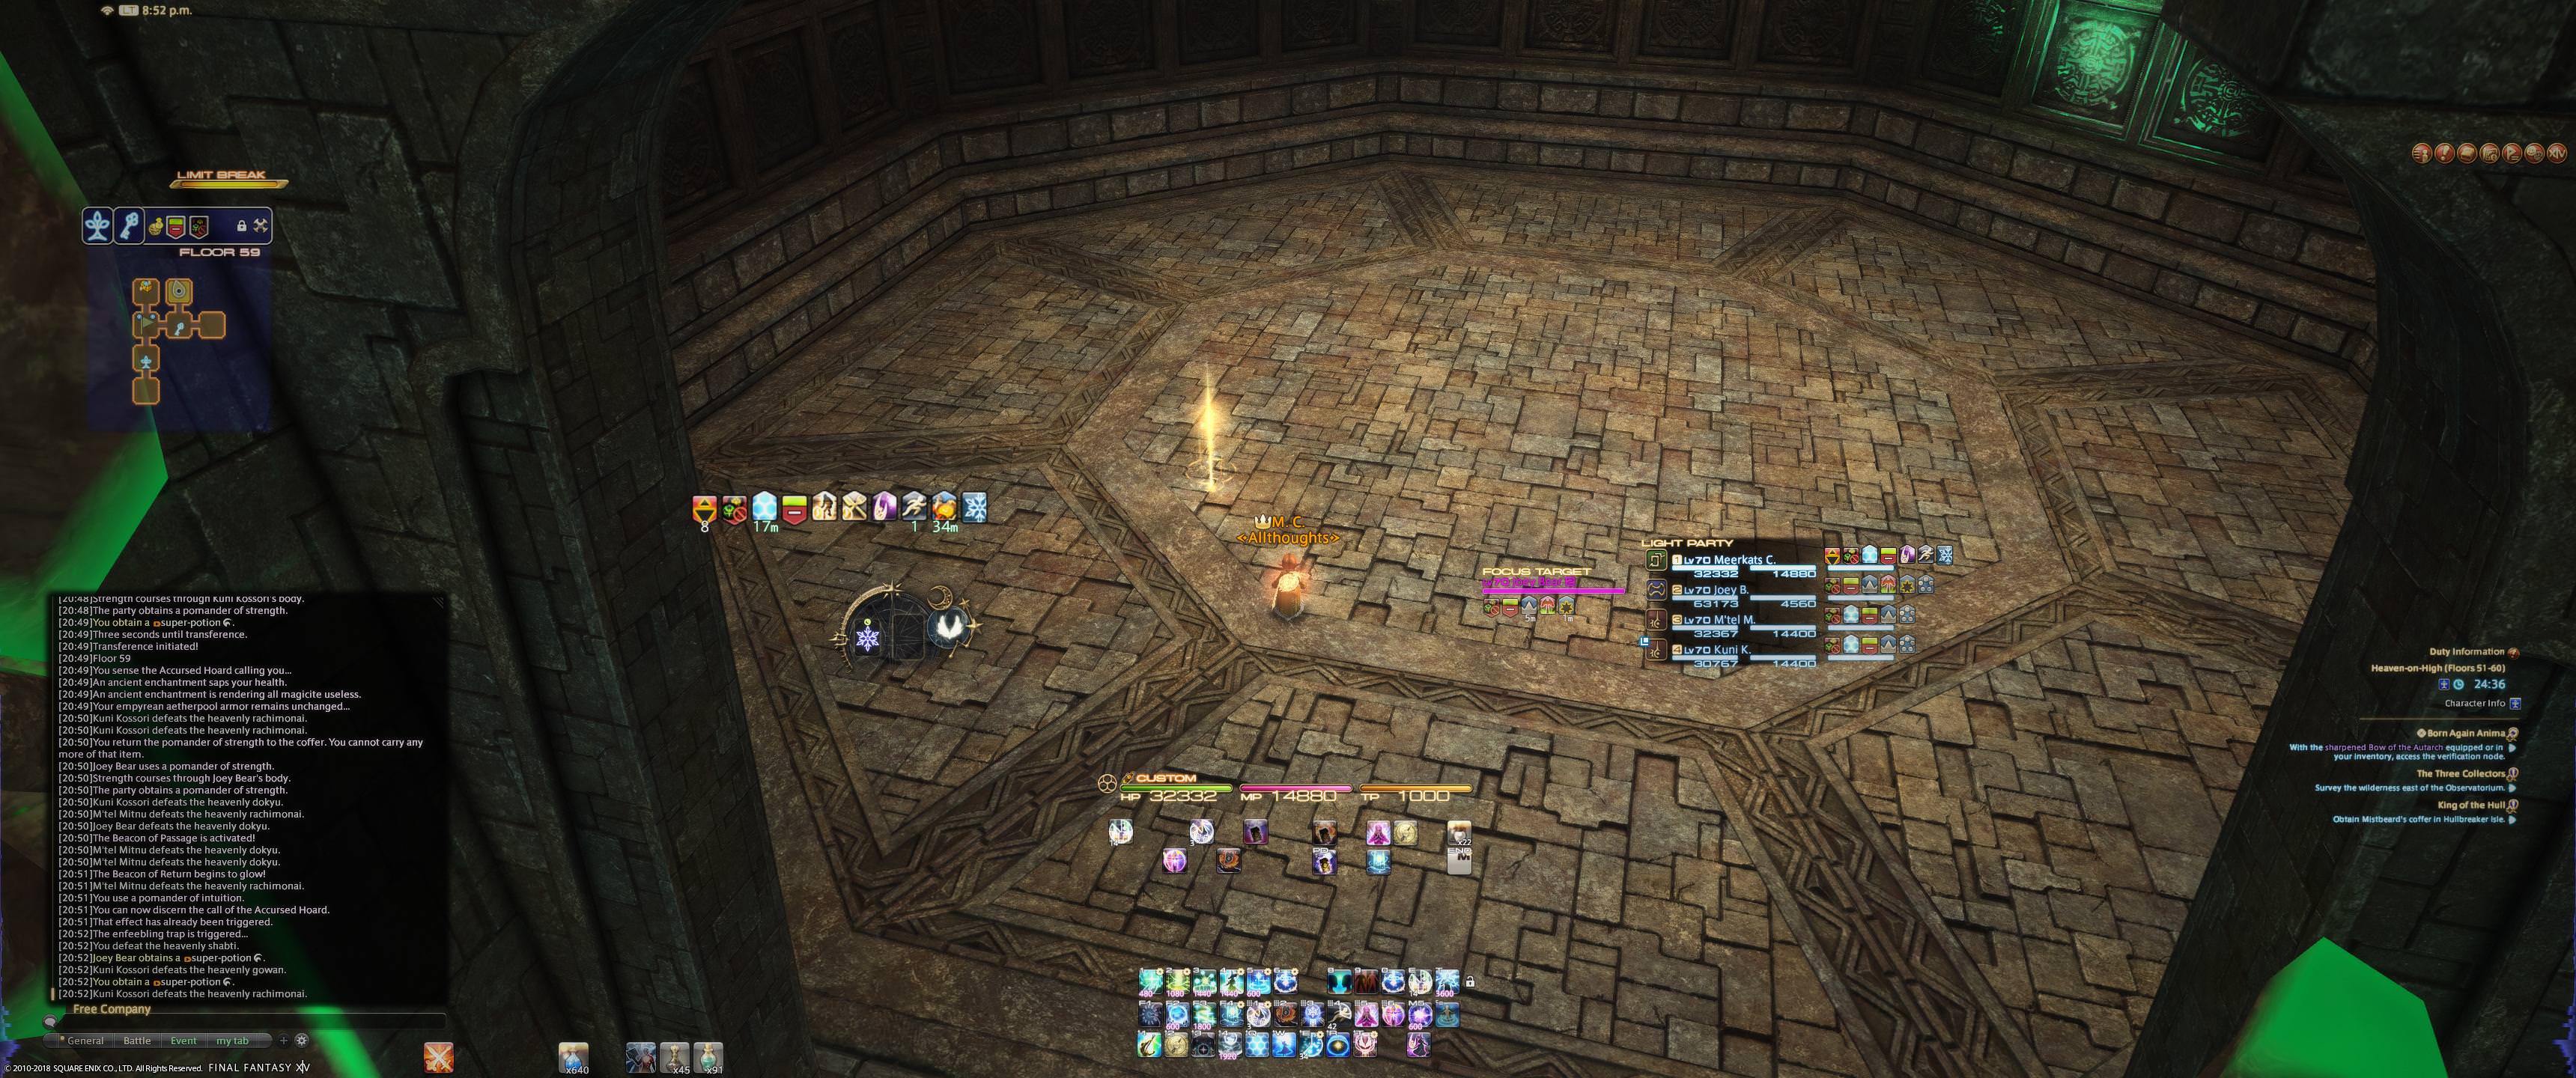 LT 8:52 p.m.
LIMIT BREAK
FLOOR 59
8
17m
1
34m
M. C.
«Allthoughts»
FOCUS TARGET
5m
1m
LIGHT PARTY
1 Lv70 Meerkats C.
32332 14880
2 Lv70 Joey B.
63173 4560
3 Lv70 M'tel M.
32367 14400
4 Lv70 Kuni K.
30767 14400
[20:48]Strength courses through Kuni Kossori's body.
[20:48]The party obtains a pomander of strength.
[20:49]You obtain a super-potion.
[20:49]Three seconds until transference.
[20:49]Transference initiated!
[20:49]Floor 59
[20:49]You sense the Accursed Hoard calling you...
[20:49]An ancient enchantment saps your health.
[20:49]An ancient enchantment is rendering all magicite useless.
[20:49]Your empyrean aetherpool armor remains unchanged...
[20:50]Kuni Kossori defeats the heavenly rachimonai.
[20:50]Kuni Kossori defeats the heavenly rachimonai.
[20:50]You return the pomander of strength to the coffer. You cannot carry any
more of that item.
[20:50]Joey Bear uses a pomander of strength.
[20:50]Strength courses through Joey Bear's body.
[20:50]The party obtains a pomander of strength.
[20:50]Kuni Kossori defeats the heavenly dokyu.
[20:50]M'tel Mitnu defeats the heavenly rachimonai.
[20:50]Joey Bear defeats the heavenly dokyu.
[20:50]The Beacon of Passage is activated!
[20:50]M'tel Mitnu defeats the heavenly dokyu.
[20:50]M'tel Mitnu defeats the heavenly dokyu.
[20:51]The Beacon of Return begins to glow!
[20:51]M'tel Mitnu defeats the heavenly rachimonai.
[20:51]You use a pomander of intuition.
[20:51]You can now discern the call of the Accursed Hoard.
[20:51]That effect has already been triggered.
[20:52]The enfeebling trap is triggered...
[20:52]You defeat the heavenly shabti.
[20:52]Joey Bear obtains a super-potion.
[20:52]Kuni Kossori defeats the heavenly gowan.
[20:52]You obtain a super-potion.
[20:52]Kuni Kossori defeats the heavenly rachimonai.
Free Company
General Battle Event my tab +
Duty Information
Heaven-on-High (Floors 51-60)
24:36
Character Info
Born Again Anima
With the sharpened Bow of the Autarch equipped or in
your inventory, access the verification node.
The Three Collectors
Survey the wilderness east of the Observatorium.
King of the Hull
Obtain Mistbeard's coffer in Hullbreaker Isle.
CUSTOM
HP 32332 MP 14880 TP 1000
x22
x640 x45 x91
© 2010-2018 SQUARE ENIX CO., LTD. All Rights Reserved. FINAL FANTASY XIV